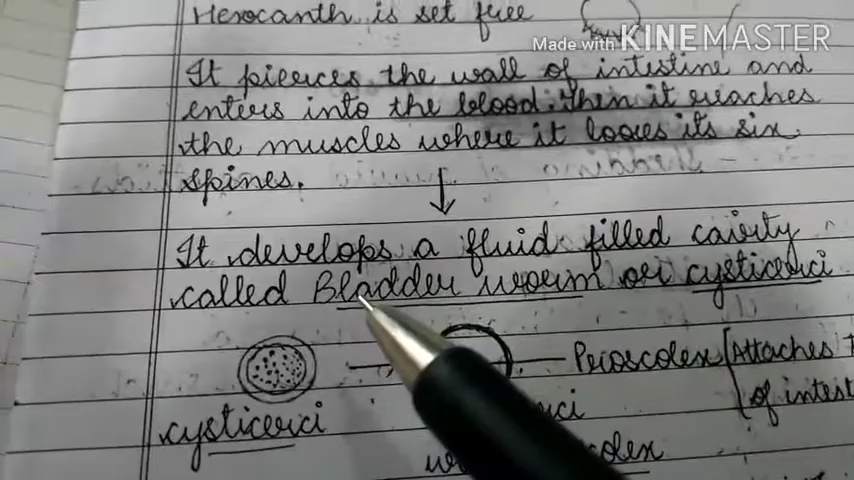 Hexocanth is set free
Made with KINEMASTER
It pierces the wall of intestine and
enters into the blood. Then it reaches
the muscles where it looses its six
spines.
It develops a fluid filled cavity
called Bladder worm or cysticerci
Proscolex [Attaches
of intest
cysticerci